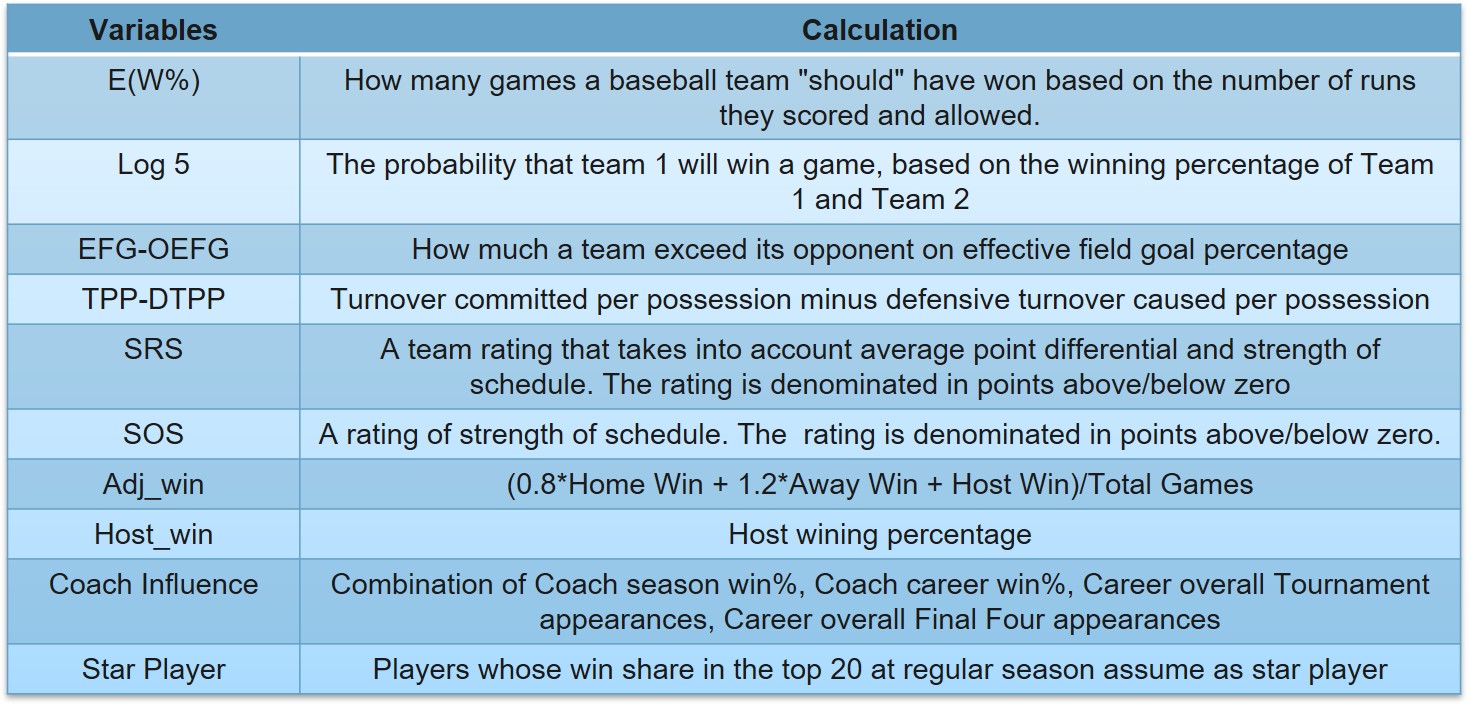 Variables
Calculation
E(W%)
How many games a baseball team "should" have won based on the number of runs
they scored and allowed.
Log 5
The probability that team 1 will win a game, based on the winning percentage of Team
1 and Team 2
EFG-OEFG
How much a team exceed its opponent on effective field goal percentage
TPP-DTPP
Turnover committed per possession minus defensive turnover caused per possession
SRS
A team rating that takes into account average point differential and strength of
schedule. The rating is denominated in points above/below zero
SOS
A rating of strength of schedule. The  rating is denominated in points above/below zero.
Adj_win
(0.8*Home Win + 1.2*Away Win + Host Win)/Total Games
Host_win
Host wining percentage
Coach Influence
Combination of Coach season win%, Coach career win%, Career overall Tournament
appearances, Career overall Final Four appearances
Star Player
Players whose win share in the top 20 at regular season assume as star player